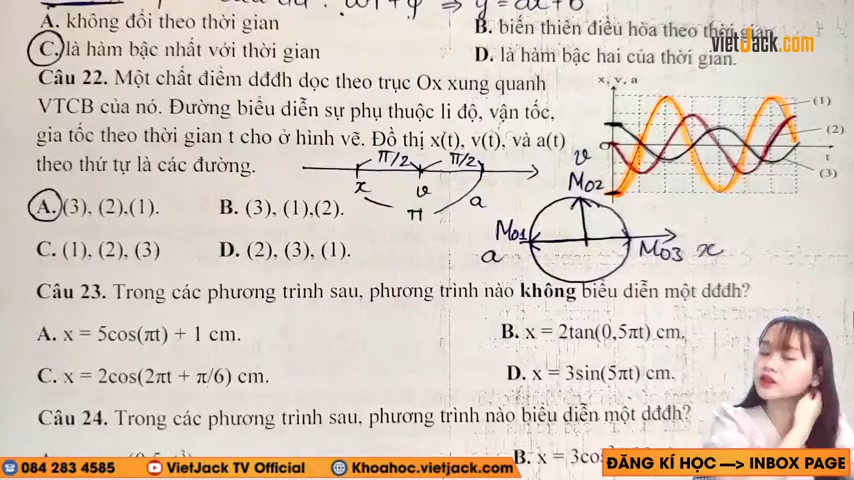 ωt + φ ⇒ y = ax + b
A. không đổi theo thời gian
B. biến thiên điều hòa theo thời gian
vietJack.com
C. là hàm bậc nhất với thời gian
D. là hàm bậc hai của thời gian.
Câu 22. Một chất điểm dđđh dọc theo trục Ox xung quanh
VTCB của nó. Đường biểu diễn sự phụ thuộc li độ, vận tốc,
gia tốc theo thời gian t cho ở hình vẽ. Đồ thị x(t), v(t), và a(t)
theo thứ tự là các đường.
x, v, a
(1)
(2)
O
t
(3)
π/2 π/2
x v a
π
A. (3), (2),(1).
B. (3), (1),(2).
C. (1), (2), (3)
D. (2), (3), (1).
v
M02
M01
a
M03 x
Câu 23. Trong các phương trình sau, phương trình nào không biểu diễn một dđđh?
A. x = 5cos(πt) + 1 cm.
B. x = 2tan(0,5πt) cm.
C. x = 2cos(2πt + π/6) cm.
D. x = 3sin(5πt) cm.
Câu 24. Trong các phương trình sau, phương trình nào biểu diễn một dđđh?
B. x = 3cos
084 283 4585
VietJack TV Official
Khoahoc.vietjack.com
ĐĂNG KÍ HỌC —> INBOX PAGE